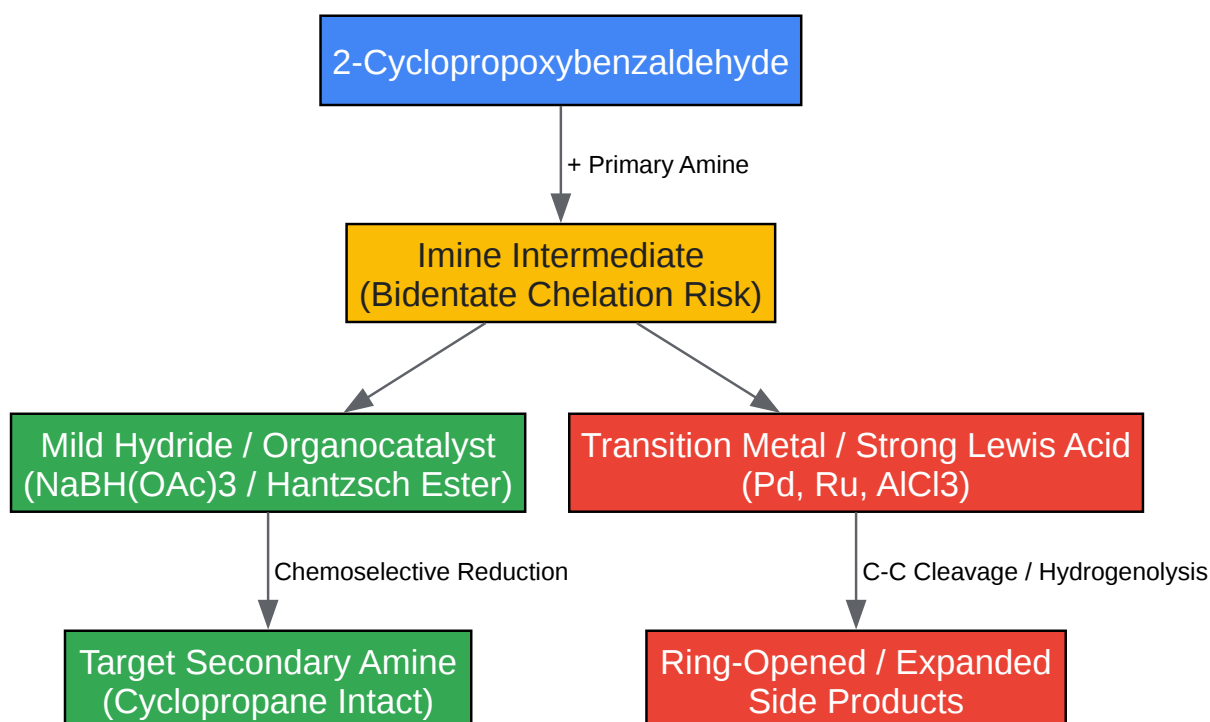 2-Cyclopropoxybenzaldehyde
+ Primary Amine
Imine Intermediate
(Bidentate Chelation Risk)
Mild Hydride / Organocatalyst
(NaBH(OAc)3 / Hantzsch Ester)
Transition Metal / Strong Lewis Acid
(Pd, Ru, AlCl3)
Chemoselective Reduction
C-C Cleavage / Hydrogenolysis
Target Secondary Amine
(Cyclopropane Intact)
Ring-Opened / Expanded
Side Products